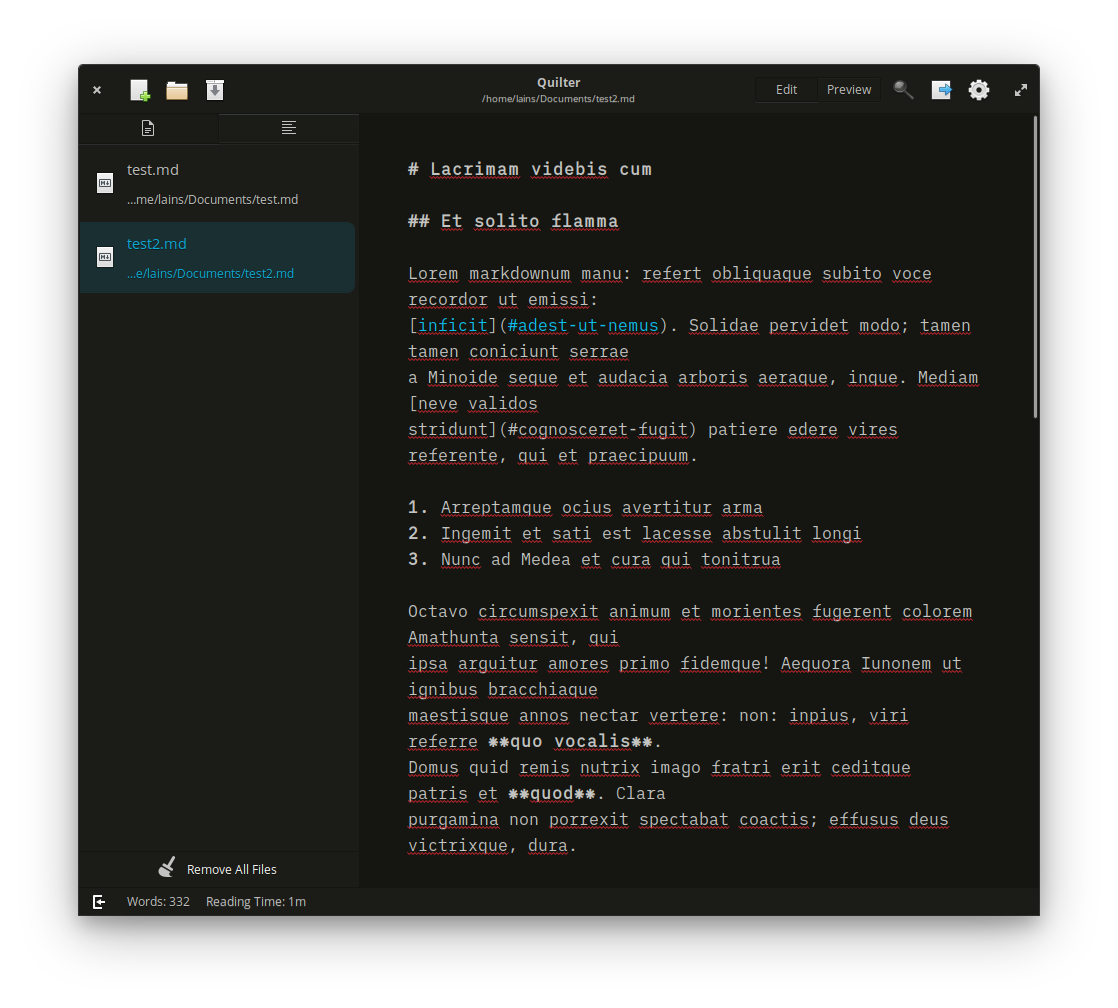 Quilter
/home/lains/Documents/test2.md
Edit
Preview
test.md
...me/lains/Documents/test.md
test2.md
...e/lains/Documents/test2.md
# Lacrimam videbis cum
## Et solito flamma
Lorem markdownum manu: refert obliquaque subito voce
recordor ut emissi:
[inficit](#adest-ut-nemus). Solidae pervidet modo; tamen
tamen coniciunt serrae
a Minoide seque et audacia arboris aeraque, inque. Mediam
[neve validos
stridunt](#cognosceret-fugit) patiere edere vires
referente, qui et praecipuum.
1. Arreptamque ocius avertitur arma
2. Ingemit et sati est lacesse abstulit longi
3. Nunc ad Medea et cura qui tonitrua
Octavo circumspexit animum et morientes fugerent colorem
Amathunta sensit, qui
ipsa arguitur amores primo fidemque! Aequora Iunonem ut
ignibus bracchiaque
maestisque annos nectar vertere: non: inpius, viri
referre **quo vocalis**.
Domus quid remis nutrix imago fratri erit ceditque
patris et **quod**. Clara
purgamina non porrexit spectabat coactis; effusus deus
victrixque, dura.
Remove All Files
Words: 332
Reading Time: 1m